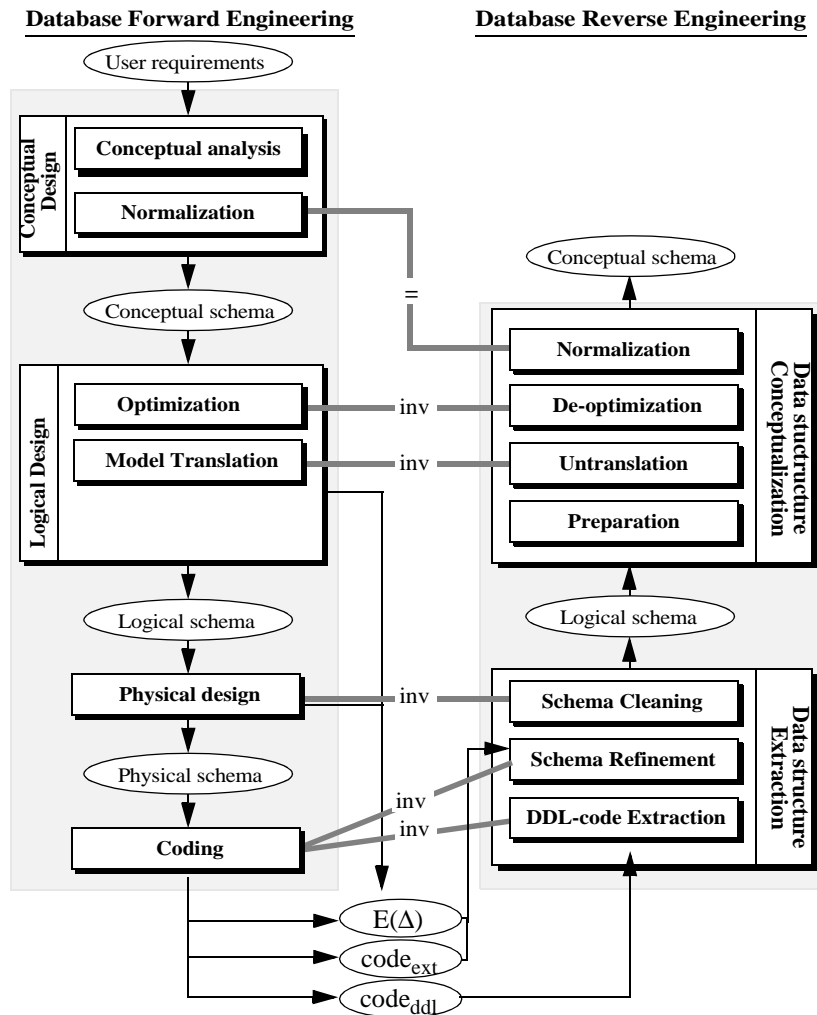 Database Forward Engineering
User requirements
Conceptual
Design
Conceptual analysis
Normalization
Conceptual schema
Logical Design
Optimization
Model Translation
Logical schema
Physical design
Physical schema
Coding
=
inv
inv
inv
inv
inv
E(Δ)
code_ext
code_ddl
Database Reverse Engineering
Conceptual schema
Normalization
De-optimization
Untranslation
Preparation
Data stuctructure
Conceptualization
Logical schema
Schema Cleaning
Schema Refinement
DDL-code Extraction
Data structure
Extraction